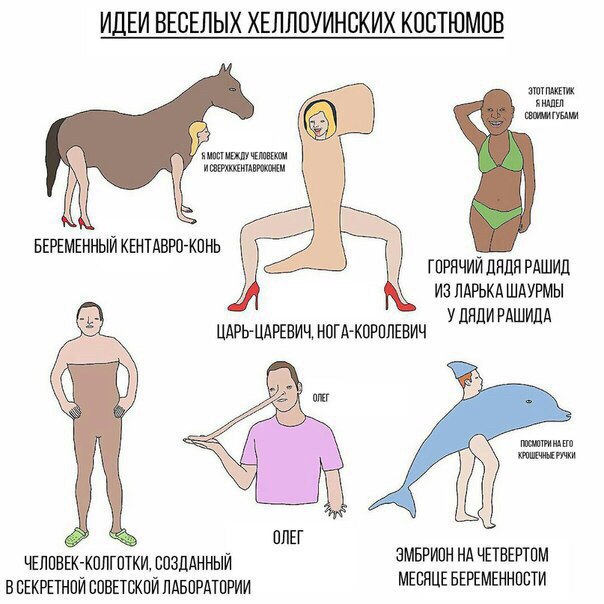 ИДЕИ ВЕСЕЛЫХ ХЕЛЛОУИНСКИХ КОСТЮМОВ
Я МОСТ МЕЖДУ ЧЕЛОВЕКОМ
И СВЕРХКЕНТАВРОКОНЕМ
БЕРЕМЕННЫЙ КЕНТАВРО-КОНЬ
ЦАРЬ-ЦАРЕВИЧ, НОГА-КОРОЛЕВИЧ
ЭТОТ ПАКЕТИК
Я НАДЕЛ
СВОИМИ ГУБАМИ
ГОРЯЧИЙ ДЯДЯ РАШИД
ИЗ ЛАРЬКА ШАУРМЫ
У ДЯДИ РАШИДА
ЧЕЛОВЕК-КОЛГОТКИ, СОЗДАННЫЙ
В СЕКРЕТНОЙ СОВЕТСКОЙ ЛАБОРАТОРИИ
ОЛЕГ
ОЛЕГ
ПОСМОТРИ НА ЕГО
КРОШЕЧНЫЕ РУЧКИ
ЭМБРИОН НА ЧЕТВЕРТОМ
МЕСЯЦЕ БЕРЕМЕННОСТИ